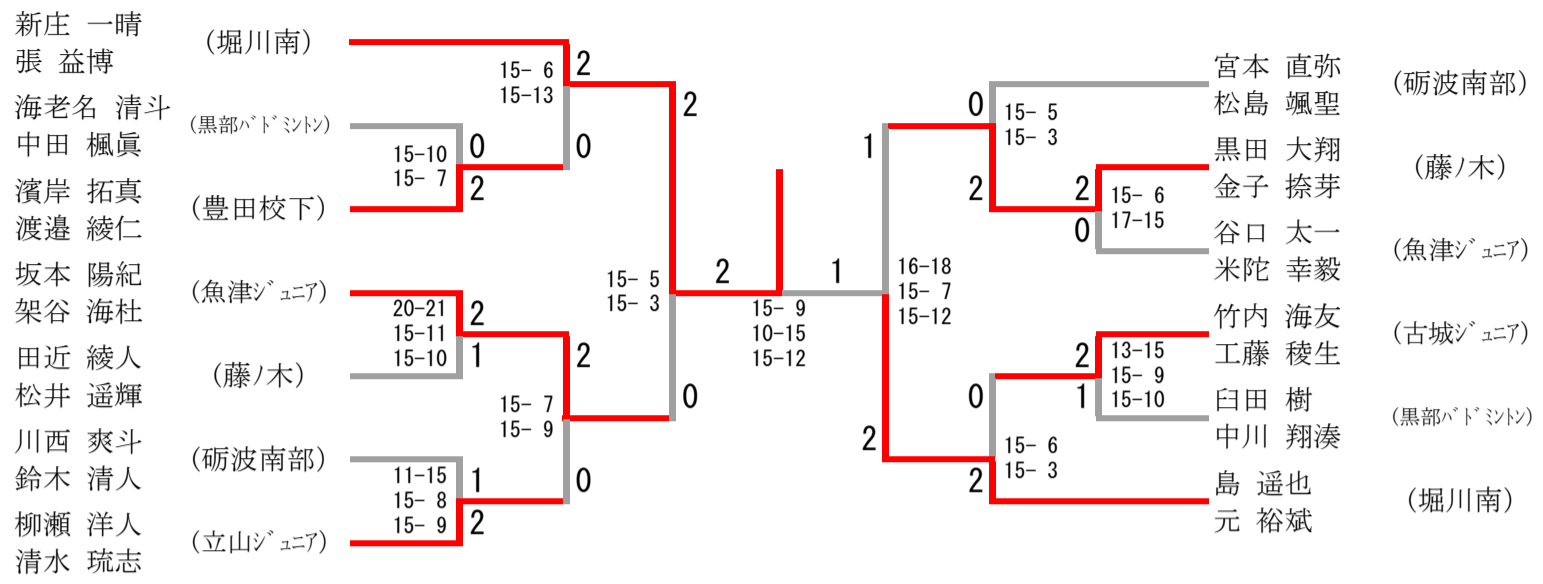 新庄 一晴
張 益博
(堀川南)
海老名 清斗
中田 楓眞
(黒部ﾊﾞﾄﾞﾐﾝﾄﾝ)
濱岸 拓真
渡邉 綾仁
(豊田校下)
坂本 陽紀
架谷 海杜
(魚津ｼﾞｭﾆｱ)
田近 綾人
松井 遥輝
(藤ﾉ木)
川西 爽斗
鈴木 清人
(砺波南部)
柳瀬 洋人
清水 琉志
(立山ｼﾞｭﾆｱ)
15- 6
15-13
2
0
15-10
15- 7
0
2
20-21
15-11
15-10
2
1
15- 7
15- 9
2
0
11-15
15- 8
15- 9
1
2
15- 5
15- 3
2
0
2
1
15- 9
10-15
15-12
16-18
15- 7
15-12
1
2
0
2
15- 5
15- 3
2
0
15- 6
17-15
2
1
13-15
15- 9
15-10
0
2
15- 6
15- 3
宮本 直弥
松島 颯聖
(砺波南部)
黒田 大翔
金子 捺芽
(藤ﾉ木)
谷口 太一
米陀 幸毅
(魚津ｼﾞｭﾆｱ)
竹内 海友
工藤 稜生
(古城ｼﾞｭﾆｱ)
臼田 樹
中川 翔湊
(黒部ﾊﾞﾄﾞﾐﾝﾄﾝ)
島 遥也
元 裕斌
(堀川南)